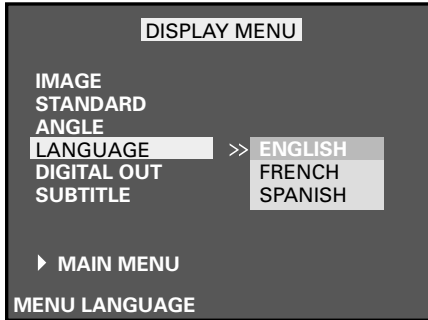 DISPLAY MENU
IMAGE
STANDARD
ANGLE
LANGUAGE >> ENGLISH
DIGITAL OUT FRENCH
SUBTITLE SPANISH
MAIN MENU
MENU LANGUAGE